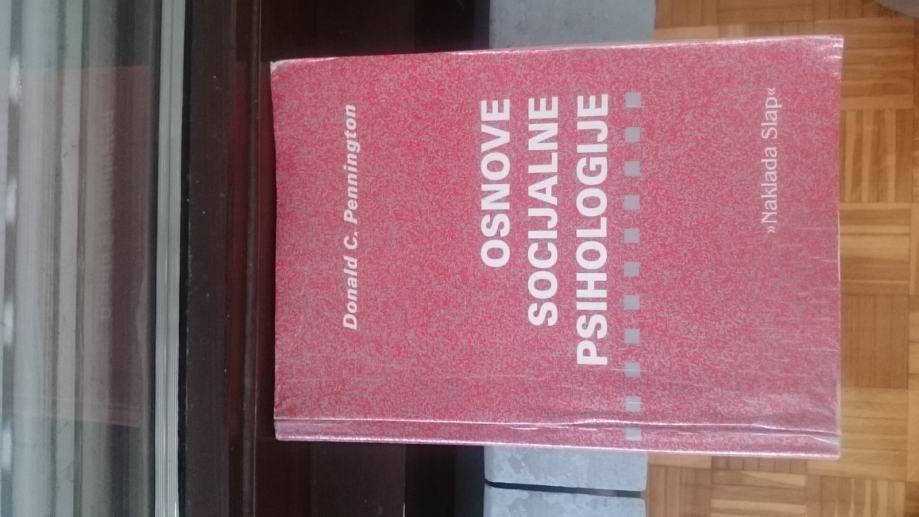 Donald C. Pennington
OSNOVE
SOCIJALNE
PSIHOLOGIJE
»Naklada Slap«